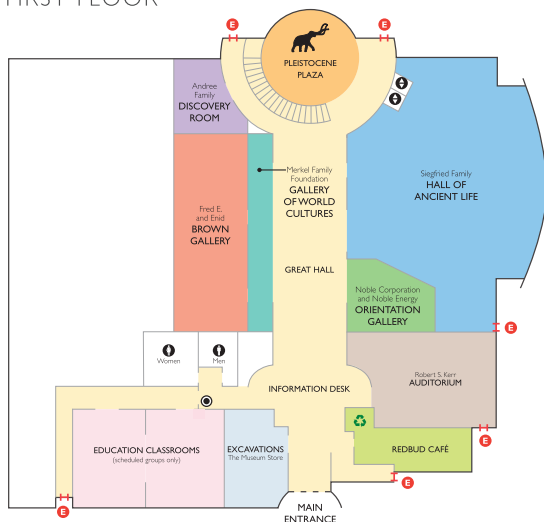 FIRST FLOOR
E
E
PLEISTOCENE
PLAZA
Andree
Family
DISCOVERY
ROOM
Merkel Family
Foundation
GALLERY
OF WORLD
CULTURES
Siegfried Family
HALL OF
ANCIENT LIFE
Fred E.
and Enid
BROWN
GALLERY
GREAT HALL
Noble Corporation
and Noble Energy
ORIENTATION
GALLERY
E
Women
Men
Robert S. Kerr
AUDITORIUM
INFORMATION DESK
E
EDUCATION CLASSROOMS
(scheduled groups only)
EXCAVATIONS
The Museum Store
REDBUD CAFÉ
E
E
MAIN
ENTRANCE